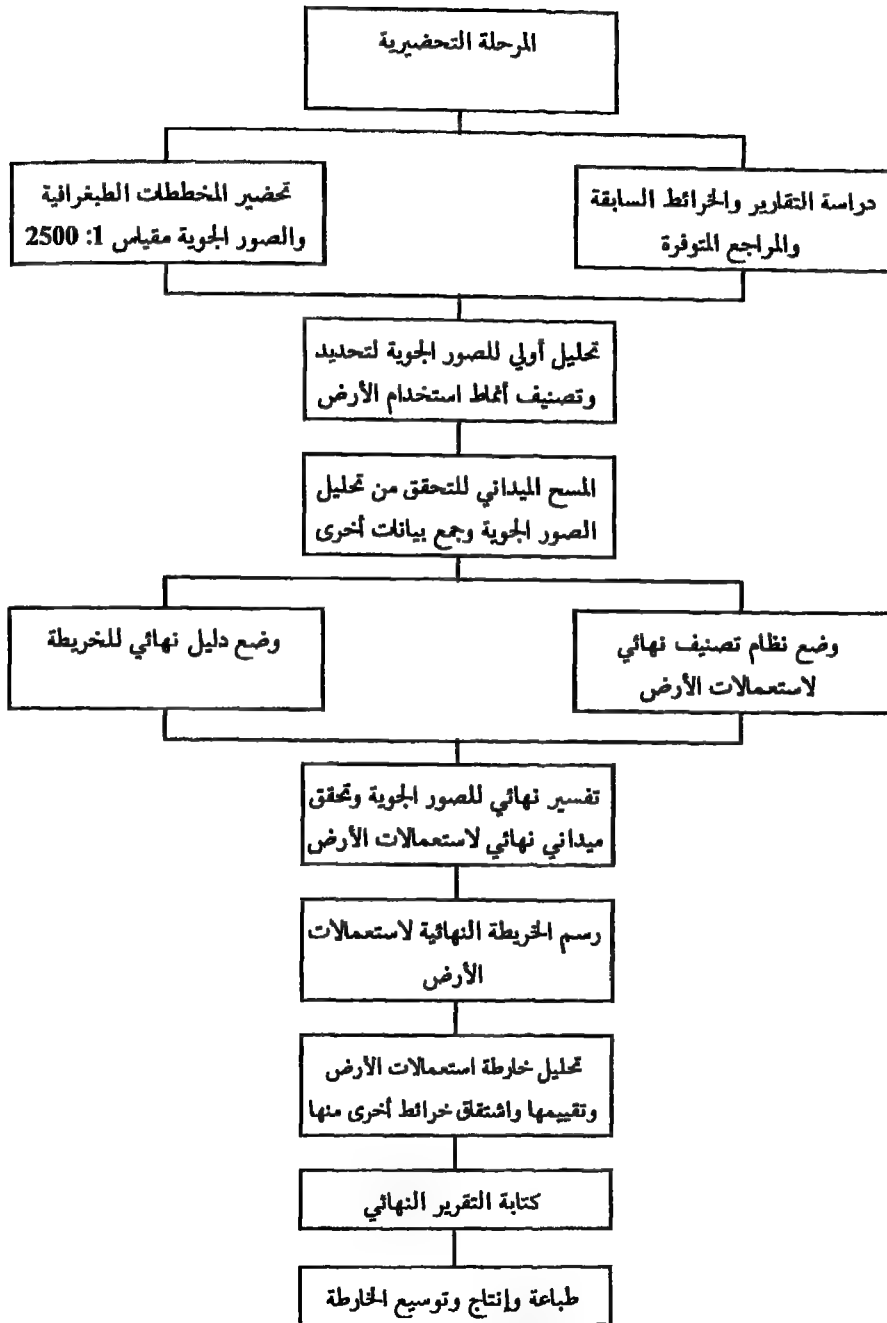 المرحلة التحضيرية
دراسة التقارير والخرائط السابقة
والمراجع المتوفرة
تحضير المخططات الطبغرافية
والصور الجوية مقياس 1: 2500
تحليل أولي للصور الجوية لتحديد
وتصنيف أنماط استخدام الأرض
المسح الميداني للتحقق من تحليل
الصور الجوية وجمع بيانات أخرى
وضع نظام تصنيف نهائي
لاستعمالات الأرض
وضع دليل نهائي للخريطة
تفسير نهائي للصور الجوية وتحقق
ميداني نهائي لاستعمالات الأرض
رسم الخريطة النهائية لاستعمالات
الأرض
تحليل خارطة استعمالات الأرض
وتقييمها واشتقاق خرائط أخرى منها
كتابة التقرير النهائي
طباعة وإنتاج وتوسيع الخارطة